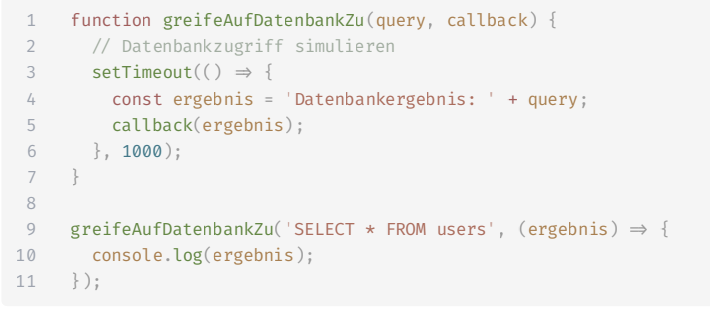 1 function greifeAufDatenbankZu(query, callback) {
2   // Datenbankzugriff simulieren
3   setTimeout(() => {
4     const ergebnis = 'Datenbankergebnis: ' + query;
5     callback(ergebnis);
6   }, 1000);
7 }
8
9 greifeAufDatenbankZu('SELECT * FROM users', (ergebnis) => {
10   console.log(ergebnis);
11 });